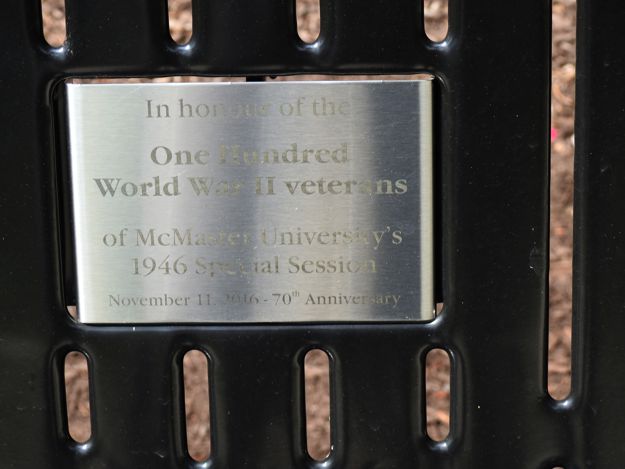 In honour of the
One Hundred
World War II veterans
of McMaster University's
1946 Special Session
November 11, 2016 - 70th Anniversary